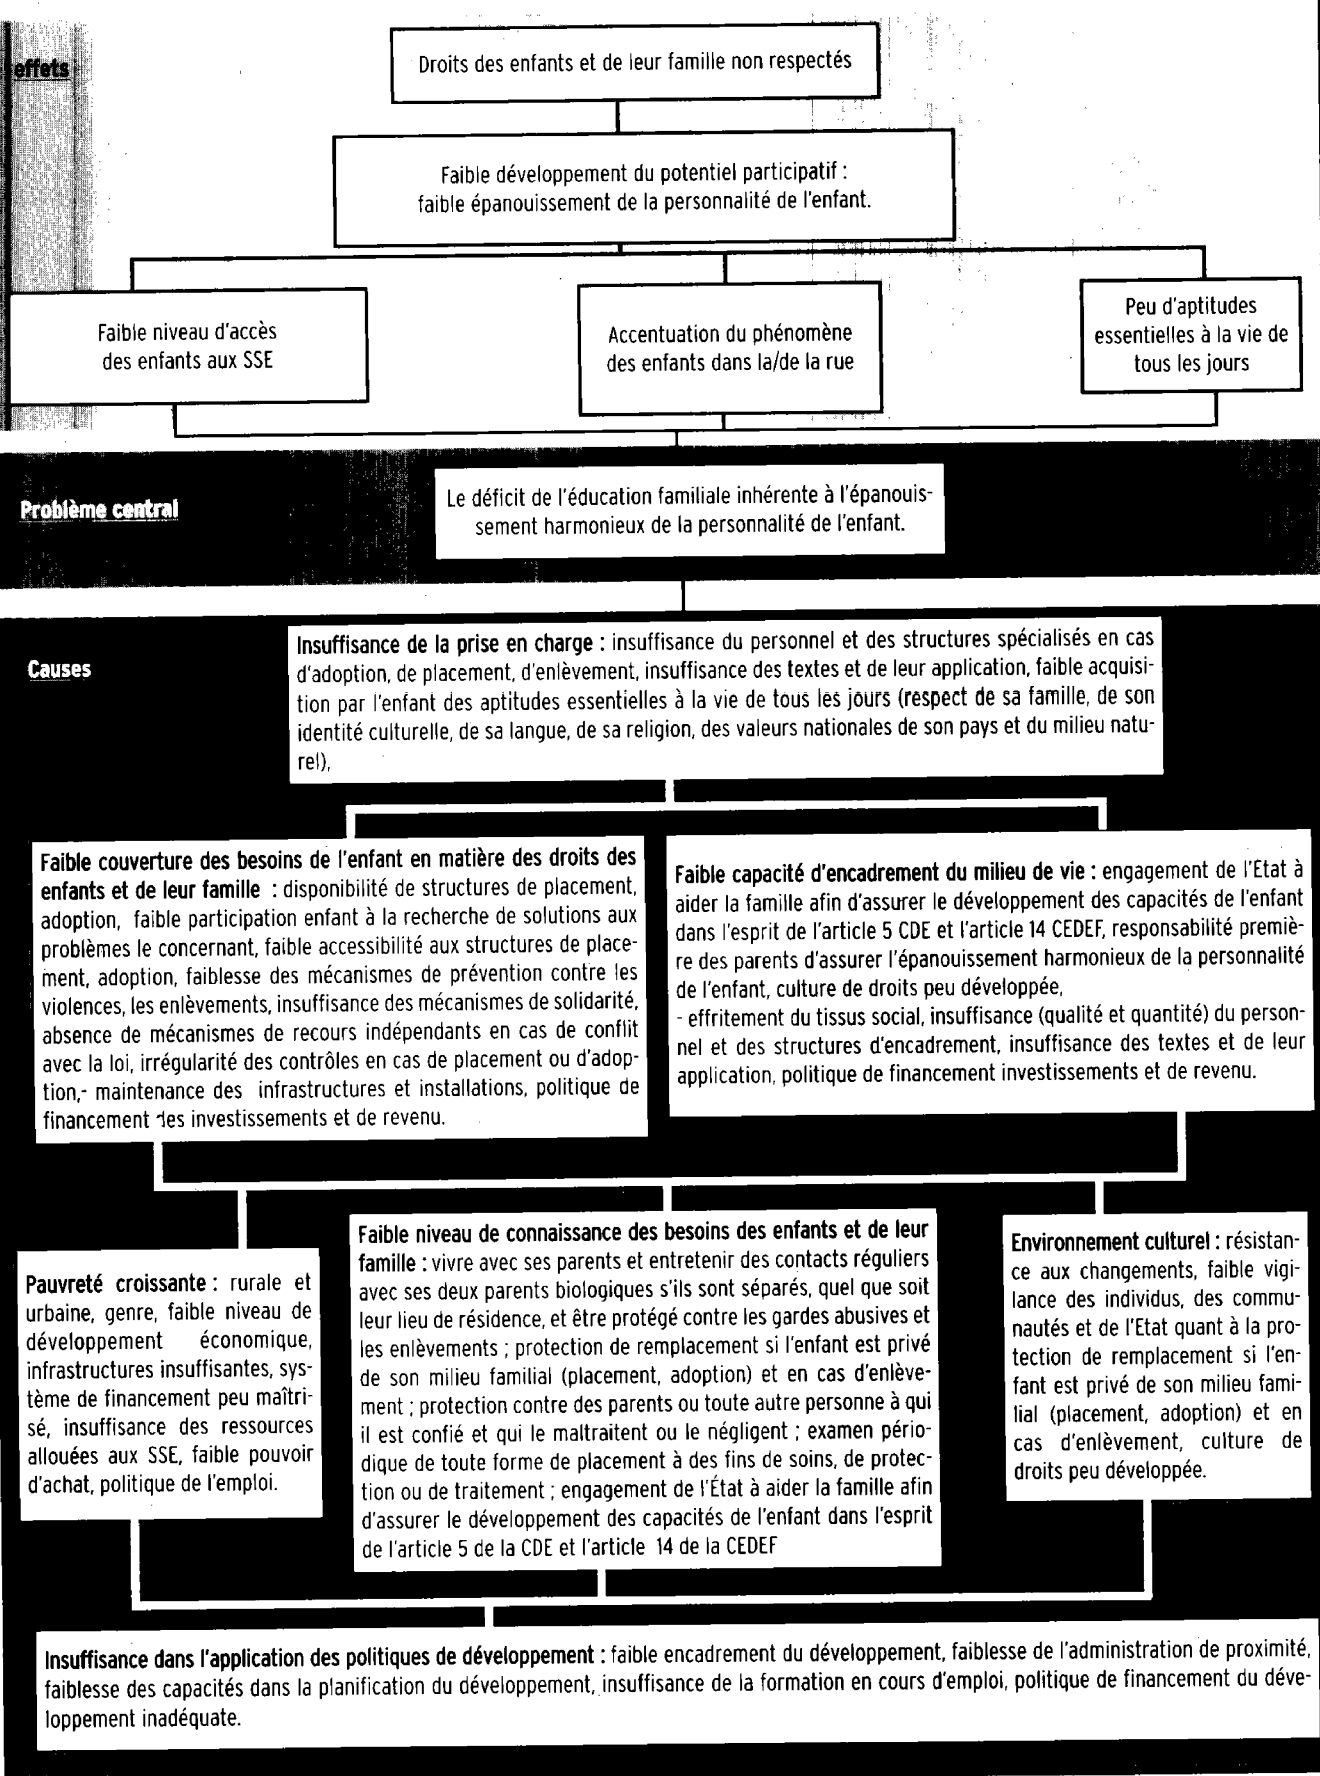 effets
Droits des enfants et de leur famille non respectés
Faible développement du potentiel participatif :
faible épanouissement de la personnalité de l'enfant.
Faible niveau d'accès
des enfants aux SSE
Accentuation du phénomène
des enfants dans la/de la rue
Peu d'aptitudes
essentielles à la vie de
tous les jours
Problème central
Le déficit de l'éducation familiale inhérente à l'épanouis-
sement harmonieux de la personnalité de l'enfant.
Causes
Insuffisance de la prise en charge : insuffisance du personnel et des structures spécialisés en cas
d'adoption, de placement, d'enlèvement, insuffisance des textes et de leur application, faible acquisi-
tion par l'enfant des aptitudes essentielles à la vie de tous les jours (respect de sa famille, de son
identité culturelle, de sa langue, de sa religion, des valeurs nationales de son pays et du milieu natu-
rel),
Faible couverture des besoins de l'enfant en matière des droits des
enfants et de leur famille : disponibilité de structures de placement,
adoption, faible participation enfant à la recherche de solutions aux
problèmes le concernant, faible accessibilité aux structures de place-
ment, adoption, faiblesse des mécanismes de prévention contre les
violences, les enlèvements, insuffisance des mécanismes de solidarité,
absence de mécanismes de recours indépendants en cas de conflit
avec la loi, irrégularité des contrôles en cas de placement ou d'adop-
tion,- maintenance des infrastructures et installations, politique de
financement des investissements et de revenu.
Faible capacité d'encadrement du milieu de vie : engagement de l'Etat à
aider la famille afin d'assurer le développement des capacités de l'enfant
dans l'esprit de l'article 5 CDE et l'article 14 CEDEF, responsabilité premiè-
re des parents d'assurer l'épanouissement harmonieux de la personnalité
de l'enfant, culture de droits peu développée,
- effritement du tissus social, insuffisance (qualité et quantité) du person-
nel et des structures d'encadrement, insuffisance des textes et de leur
application, politique de financement investissements et de revenu.
Pauvreté croissante : rurale et
urbaine, genre, faible niveau de
développement économique,
infrastructures insuffisantes, sys-
tème de financement peu maîtri-
sé, insuffisance des ressources
allouées aux SSE, faible pouvoir
d'achat, politique de l'emploi.
Faible niveau de connaissance des besoins des enfants et de leur
famille : vivre avec ses parents et entretenir des contacts réguliers
avec ses deux parents biologiques s'ils sont séparés, quel que soit
leur lieu de résidence, et être protégé contre les gardes abusives et
les enlèvements ; protection de remplacement si l'enfant est privé
de son milieu familial (placement, adoption) et en cas d'enlève-
ment ; protection contre des parents ou toute autre personne à qui
il est confié et qui le maltraitent ou le négligent ; examen pério-
dique de toute forme de placement à des fins de soins, de protec-
tion ou de traitement ; engagement de l'État à aider la famille afin
d'assurer le développement des capacités de l'enfant dans l'esprit
de l'article 5 de la CDE et l'article 14 de la CEDEF
Environnement culturel : résistan-
ce aux changements, faible vigi-
lance des individus, des commu-
nautés et de l'Etat quant à la pro-
tection de remplacement si l'en-
fant est privé de son milieu fami-
lial (placement, adoption) et en
cas d'enlèvement, culture de
droits peu développée.
Insuffisance dans l'application des politiques de développement : faible encadrement du développement, faiblesse de l'administration de proximité,
faiblesse des capacités dans la planification du développement, insuffisance de la formation en cours d'emploi, politique de financement du déve-
loppement inadéquate.